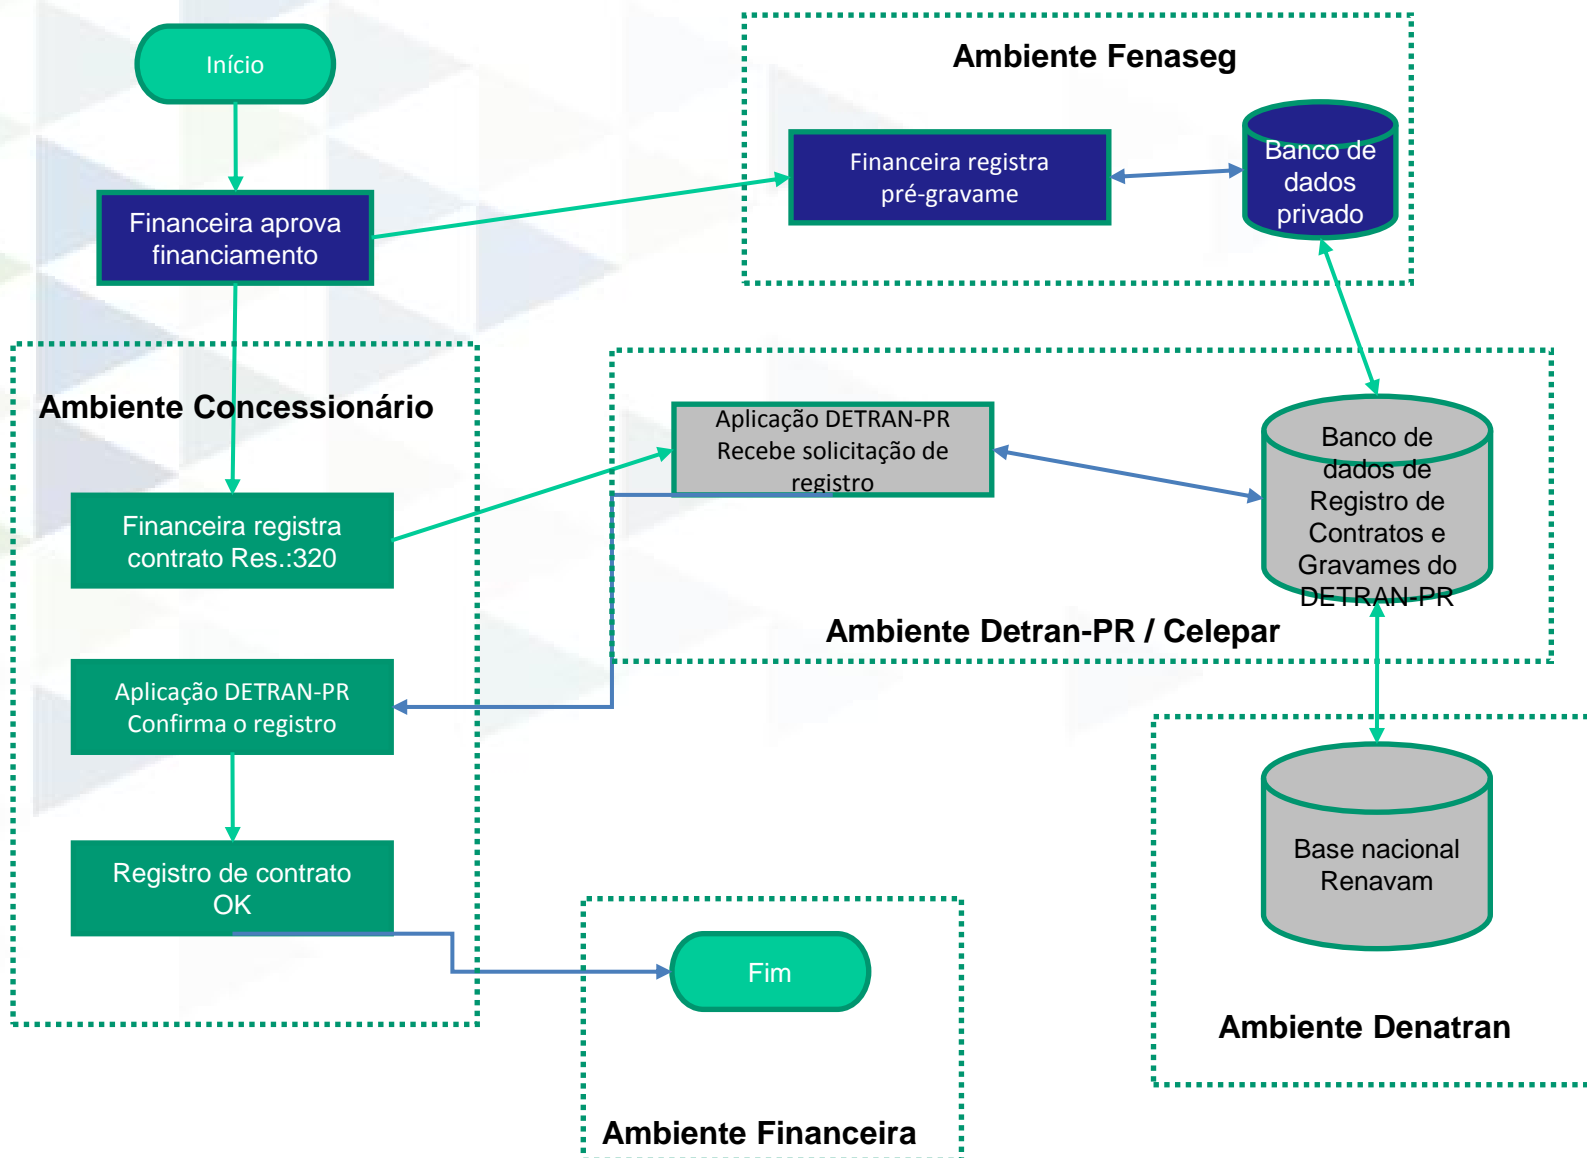 Início
Ambiente Fenaseg
Financeira registra
pré-gravame
Banco de
dados
privado
Financeira aprova
financiamento
Ambiente Concessionário
Aplicação DETRAN-PR
Recebe solicitação de
registro
Banco de
dados de
Registro de
Contratos e
Gravames do
DETRAN-PR
Financeira registra
contrato Res.:320
Ambiente Detran-PR / Celepar
Aplicação DETRAN-PR
Confirma o registro
Registro de contrato
OK
Base nacional
Renavam
Fim
Ambiente Denatran
Ambiente Financeira